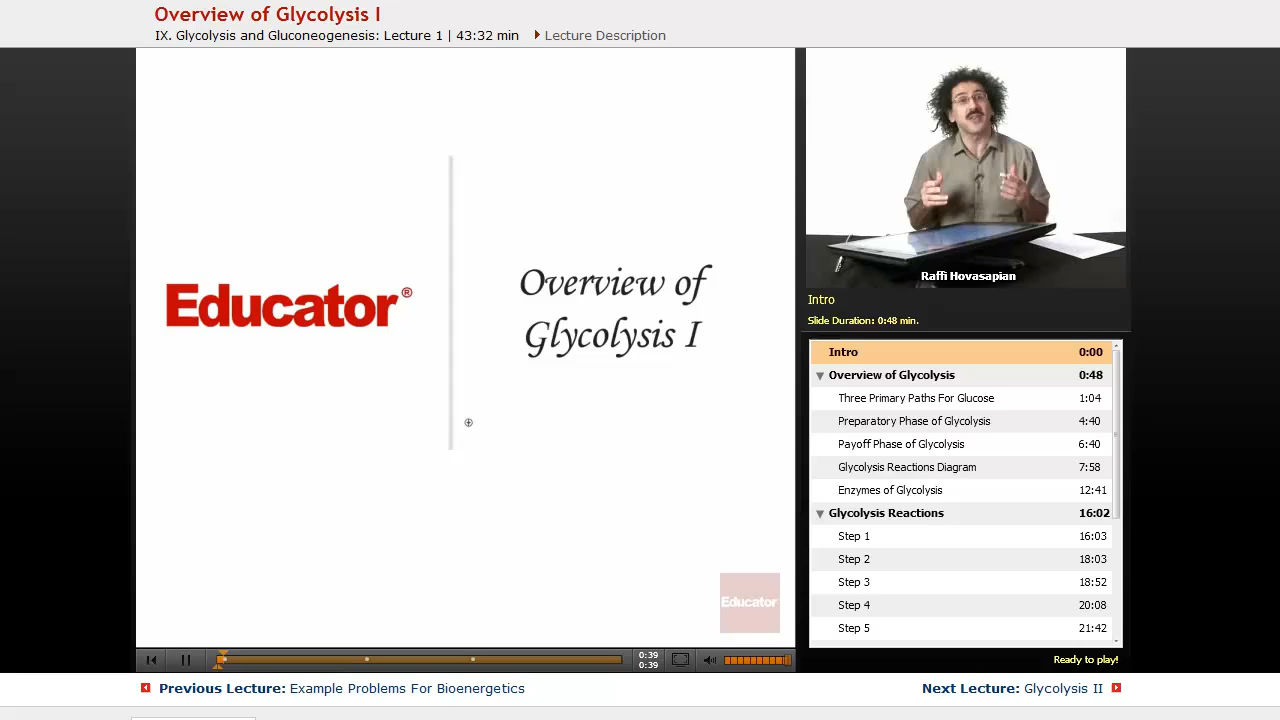 Overview of Glycolysis I
IX. Glycolysis and Gluconeogenesis: Lecture 1 | 43:32 min
Lecture Description
Educator®
Overview of
Glycolysis I
Educator
Raffi Hovasapian
Intro
Slide Duration: 0:48 min.
Intro 0:00
Overview of Glycolysis 0:48
Three Primary Paths For Glucose 1:04
Preparatory Phase of Glycolysis 4:40
Payoff Phase of Glycolysis 6:40
Glycolysis Reactions Diagram 7:58
Enzymes of Glycolysis 12:41
Glycolysis Reactions 16:02
Step 1 16:03
Step 2 18:03
Step 3 18:52
Step 4 20:08
Step 5 21:42
0:39
0:39
Ready to play!
Previous Lecture: Example Problems For Bioenergetics
Next Lecture: Glycolysis II